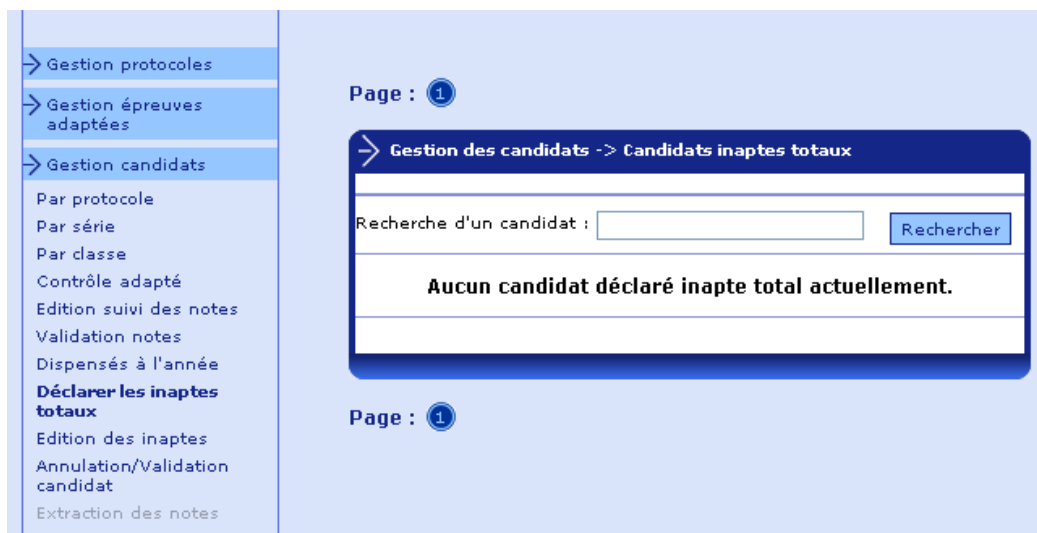 Gestion protocoles
Gestion épreuves
adaptées
Gestion candidats
Par protocole
Par série
Par classe
Contrôle adapté
Edition suivi des notes
Validation notes
Dispensés à l'année
Déclarer les inaptes
totaux
Edition des inaptes
Annulation/Validation
candidat
Extraction des notes
Page : 1
Gestion des candidats -> Candidats inaptes totaux
Recherche d'un candidat : Rechercher
Aucun candidat déclaré inapte total actuellement.
Page : 1